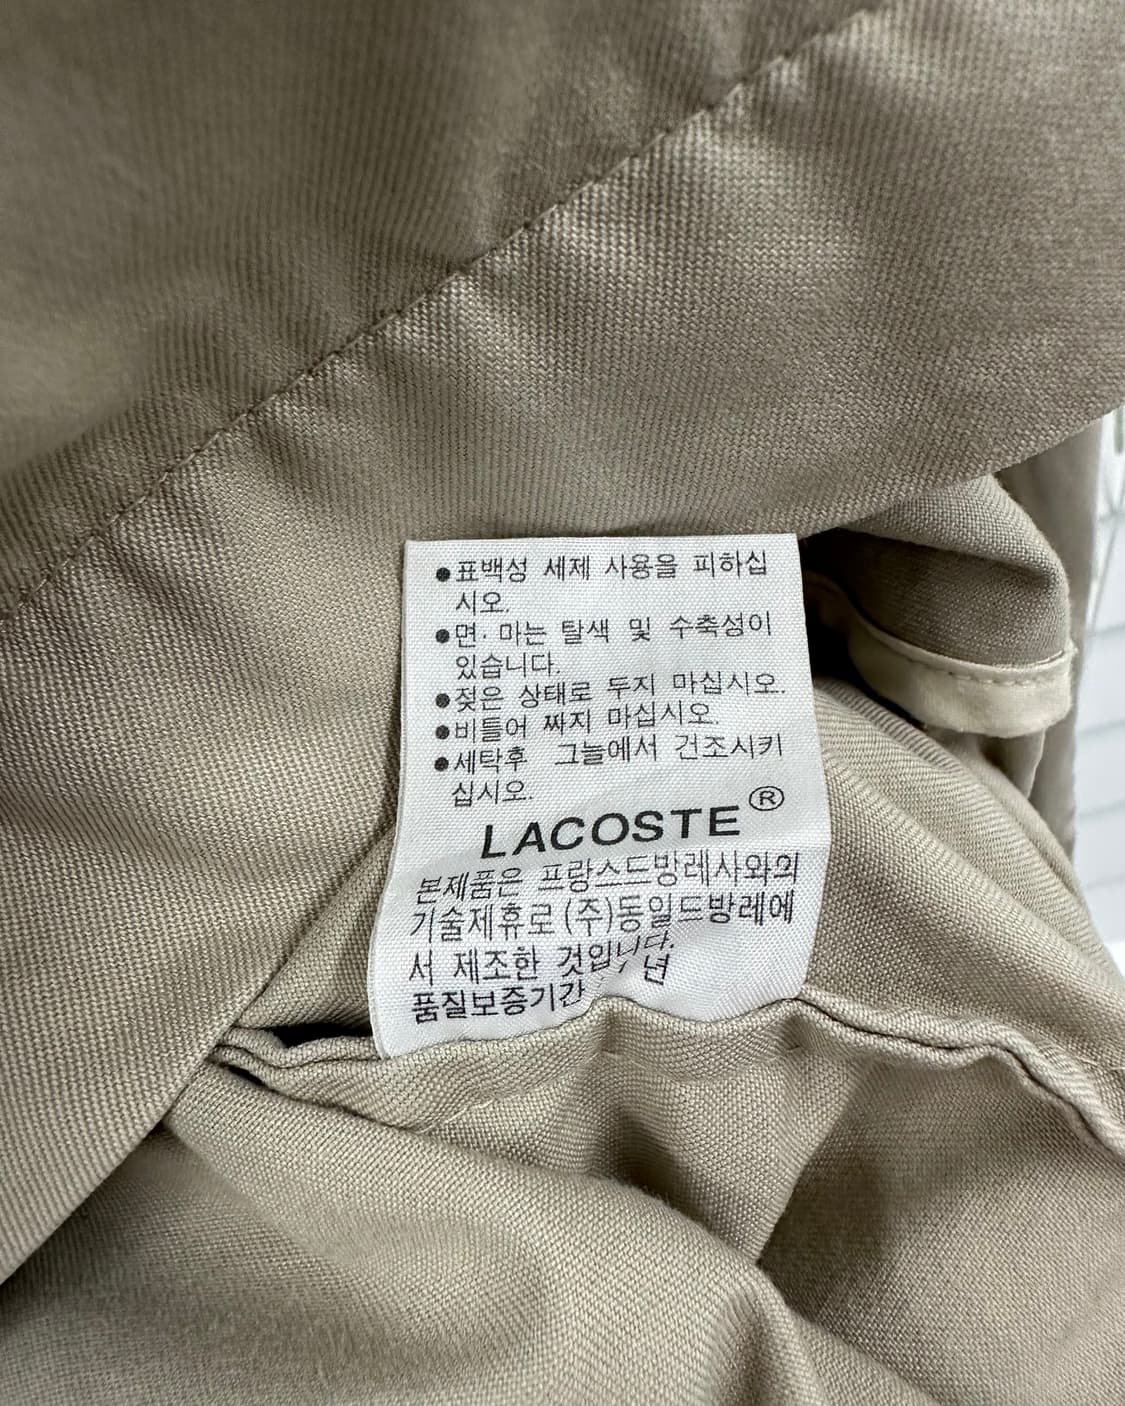 ●표백성 세제 사용을 피하십
시오.
●면·마는 탈색 및 수축성이
있습니다.
●젖은 상태로 두지 마십시오.
●비틀어 짜지 마십시오.
●세탁후 그늘에서 건조시키
십시오.
LACOSTE®
본제품은 프랑스드방레사와의
기술제휴로 (주)동일드방레에
서 제조한 것입니다.
품질보증기간 년